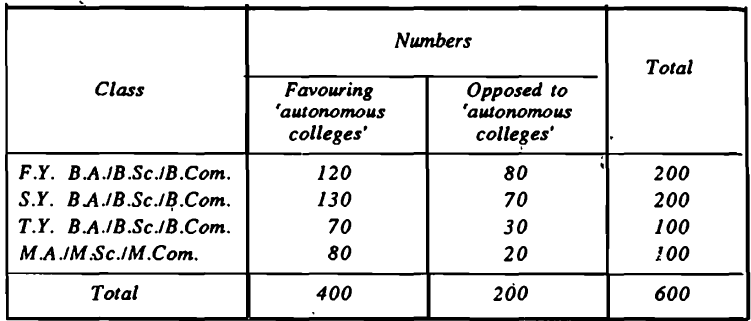 Class Numbers Total
Favouring 'autonomous colleges' Opposed to 'autonomous colleges'
F.Y. B.A./B.Sc./B.Com. 120 80 200
S.Y. B.A./B.Sc./B.Com. 130 70 200
T.Y. B.A./B.Sc./B.Com. 70 30 100
M.A./M.Sc./M.Com. 80 20 100
Total 400 200 600